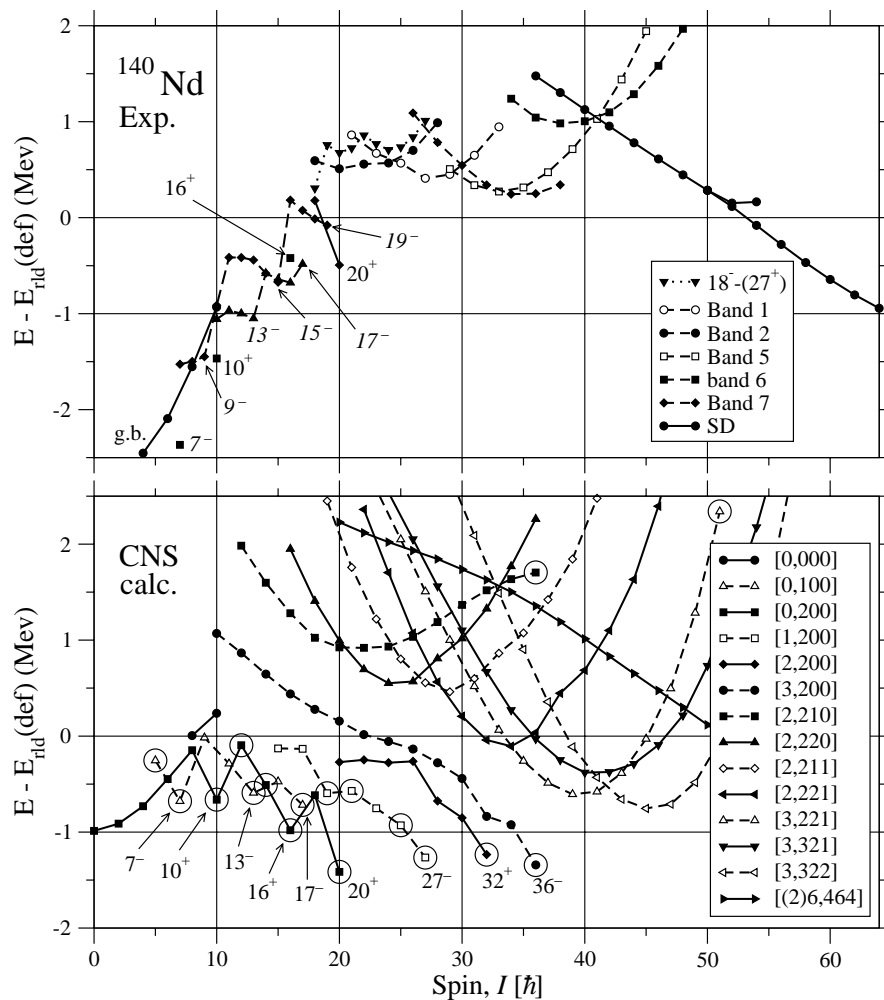 2
1
0
-1
-2
E - E_rld(def) (Mev)
¹⁴⁰Nd
Exp.
16⁺
19⁻
20⁺
13⁻
15⁻
17⁻
10⁺
9⁻
g.b.
7⁻
18⁻-(27⁺)
Band 1
Band 2
Band 5
band 6
Band 7
SD
2
1
0
-1
-2
E - E_rld(def) (Mev)
CNS
calc.
7⁻
10⁺
13⁻
16⁺
17⁻
20⁺
27⁻
32⁺
36⁻
[0,000]
[0,100]
[0,200]
[1,200]
[2,200]
[3,200]
[2,210]
[2,220]
[2,211]
[2,221]
[3,221]
[3,321]
[3,322]
[(2)6,464]
0 10 20 30 40 50 60
Spin, I [ħ]